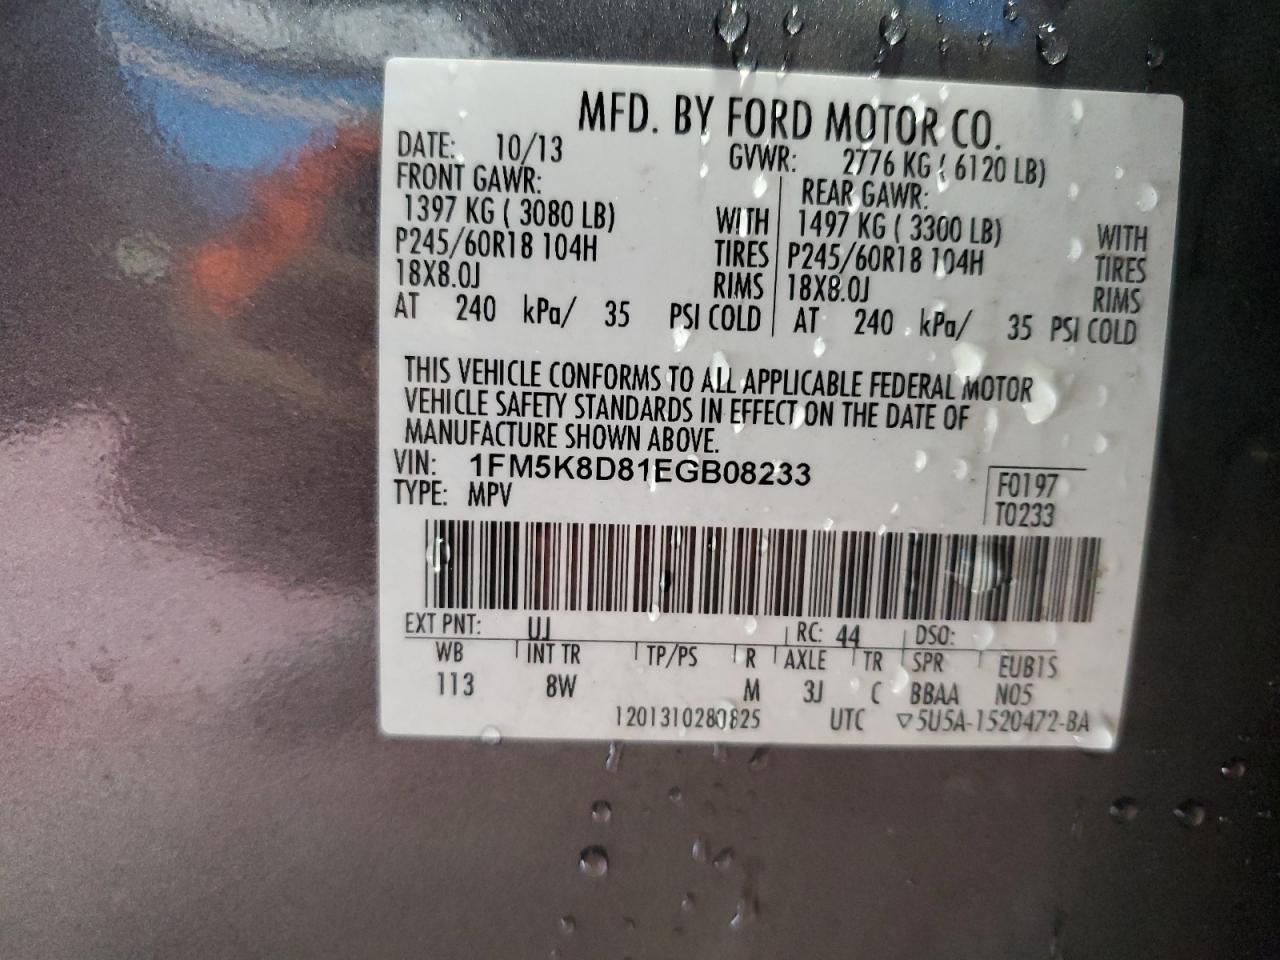 MFD. BY FORD MOTOR CO.
DATE: 10/13 GVWR: 2776 KG ( 6120 LB)
FRONT GAWR: REAR GAWR:
1397 KG ( 3080 LB) WITH 1497 KG ( 3300 LB) WITH
P245/60R18 104H TIRES P245/60R18 104H TIRES
18X8.0J RIMS 18X8.0J RIMS
AT 240 kPa/ 35 PSI COLD AT 240 kPa/ 35 PSI COLD
THIS VEHICLE CONFORMS TO ALL APPLICABLE FEDERAL MOTOR
VEHICLE SAFETY STANDARDS IN EFFECT ON THE DATE OF
MANUFACTURE SHOWN ABOVE.
VIN: 1FM5K8D81EGB08233
TYPE: MPV
F0197
T0233
EXT PNT: UJ RC: 44 DSO:
WB INT TR TP/PS R AXLE TR SPR EUB1S
113 8W M 3J C BBAA N05
1201310280825 UTC ▽5U5A-1520472-BA